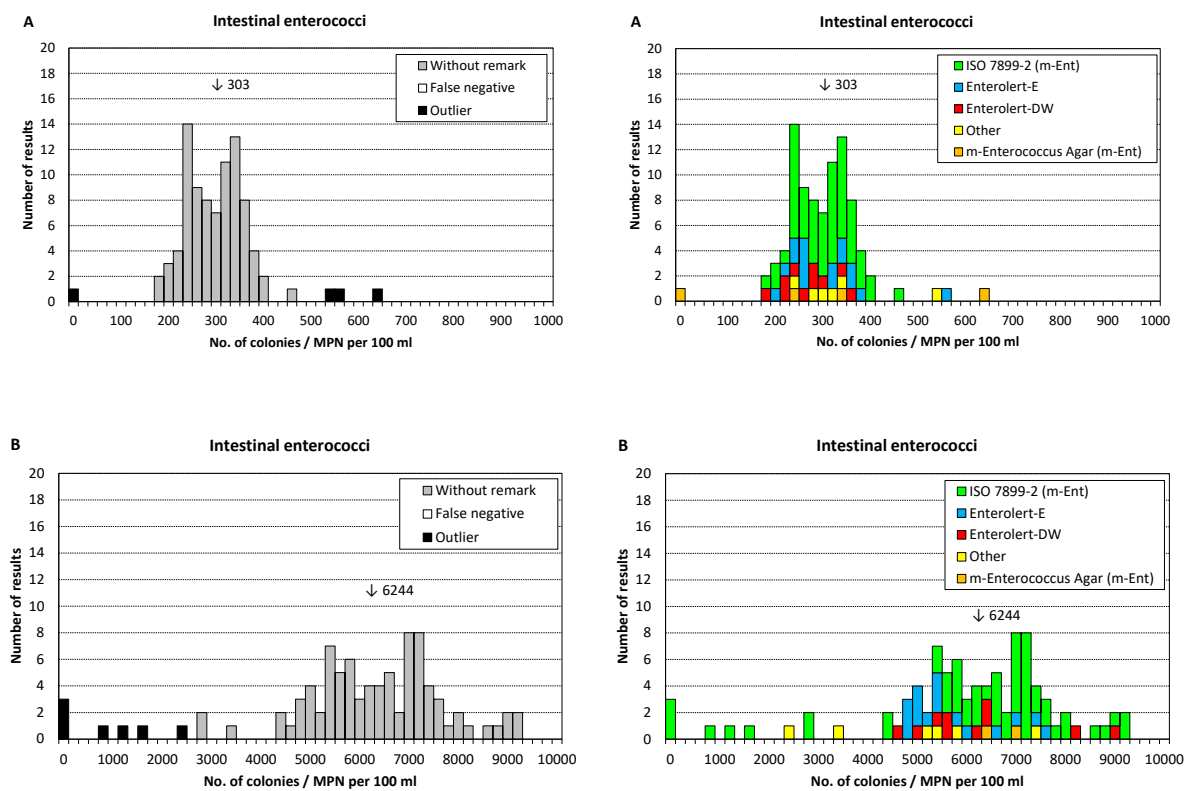 A
Intestinal enterococci
Number of results
20
18
16
14
12
10
8
6
4
2
0
Without remark
False negative
Outlier
↓ 303
0 100 200 300 400 500 600 700 800 900 1000
No. of colonies / MPN per 100 ml
A
Intestinal enterococci
Number of results
20
18
16
14
12
10
8
6
4
2
0
ISO 7899-2 (m-Ent)
Enterolert-E
Enterolert-DW
Other
m-Enterococcus Agar (m-Ent)
↓ 303
0 100 200 300 400 500 600 700 800 900 1000
No. of colonies / MPN per 100 ml
B
Intestinal enterococci
Number of results
20
18
16
14
12
10
8
6
4
2
0
Without remark
False negative
Outlier
↓ 6244
0 1000 2000 3000 4000 5000 6000 7000 8000 9000 10000
No. of colonies / MPN per 100 ml
B
Intestinal enterococci
Number of results
20
18
16
14
12
10
8
6
4
2
0
ISO 7899-2 (m-Ent)
Enterolert-E
Enterolert-DW
Other
m-Enterococcus Agar (m-Ent)
↓ 6244
0 1000 2000 3000 4000 5000 6000 7000 8000 9000 10000
No. of colonies / MPN per 100 ml